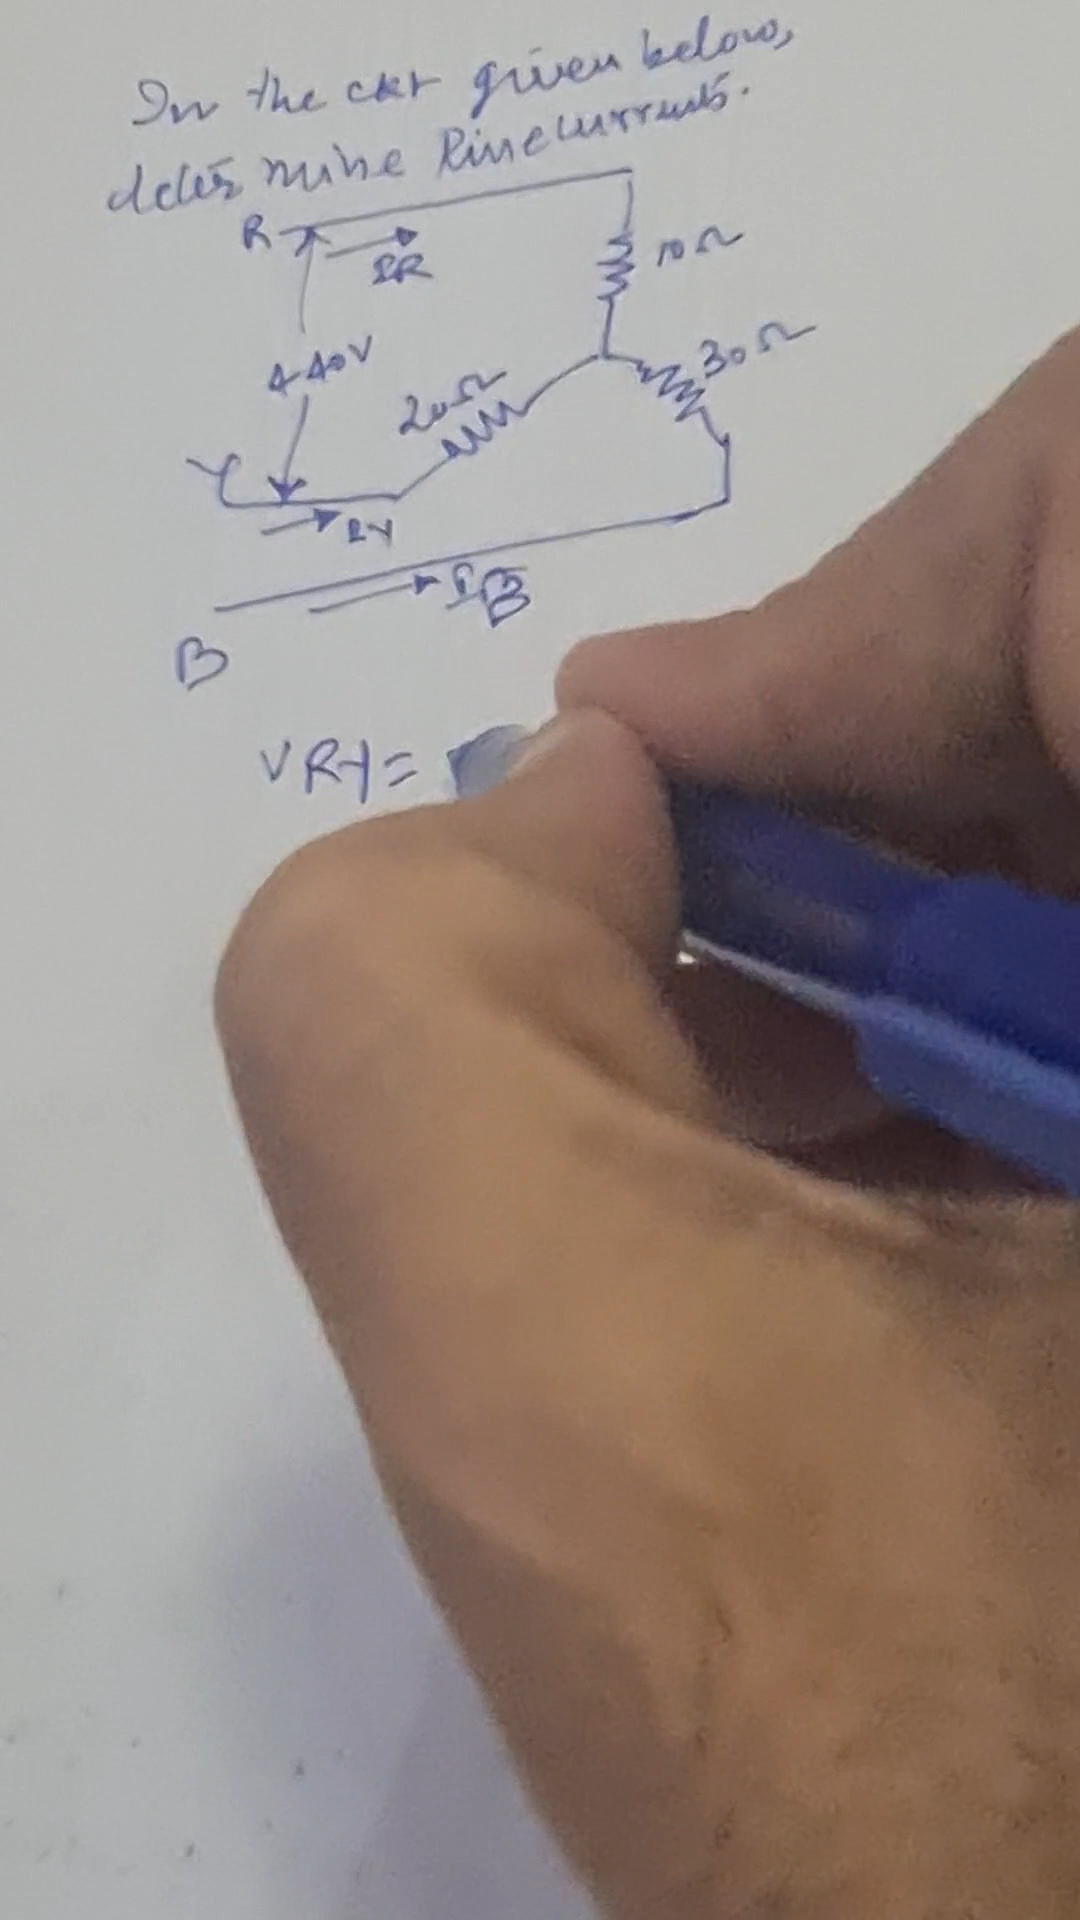 In the ckt given below,
determine line currents.
R
IR
10Ω
440V
20Ω
30Ω
Y
IY
IB
B
VRY=